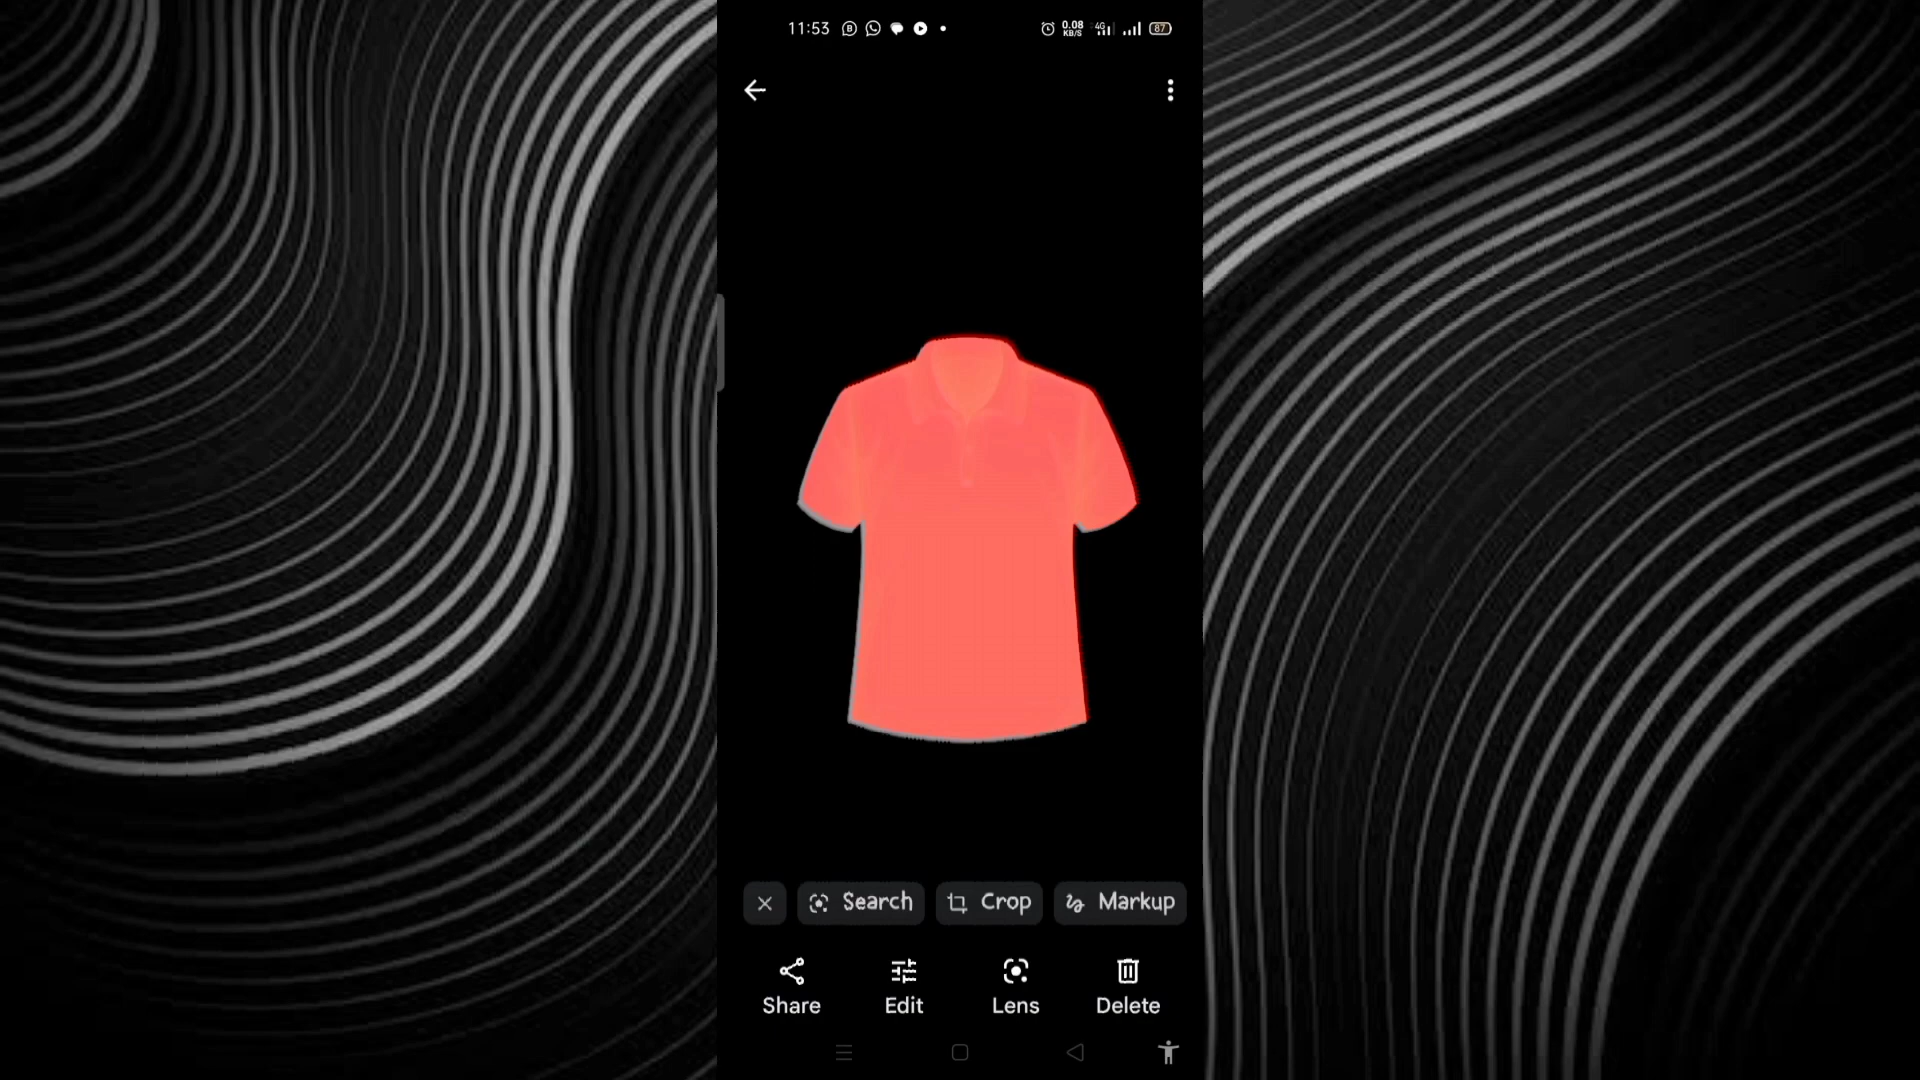 11:53
0.08
KB/S
4G
87
Search
Crop
Markup
Share
Edit
Lens
Delete